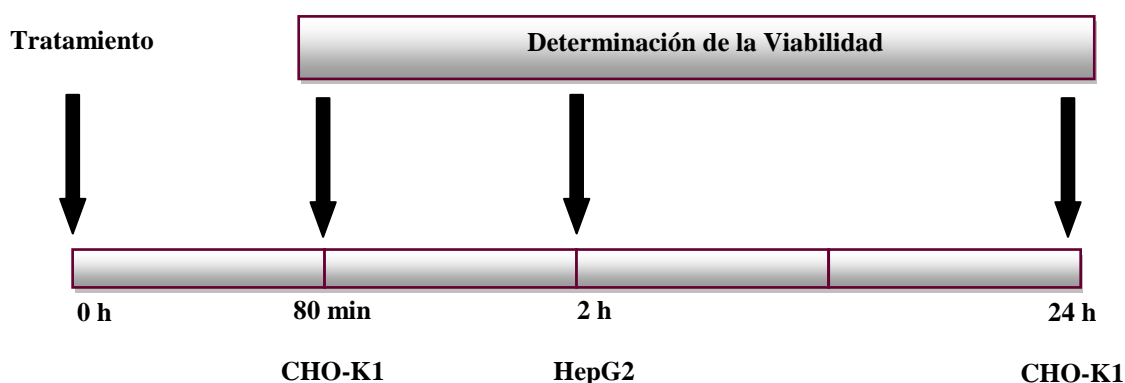 Tratamiento
Determinación de la Viabilidad
0 h
80 min
2 h
24 h
CHO-K1
HepG2
CHO-K1